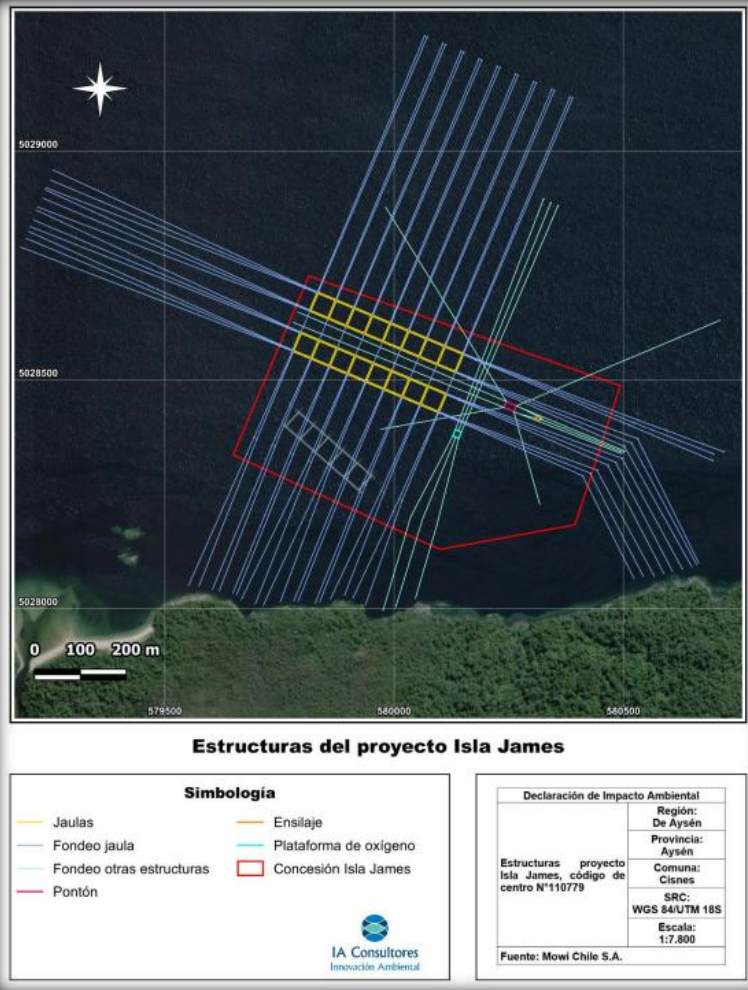 5029000
5028500
5028000
0 100 200 m
579500 580000 580500
Estructuras del proyecto Isla James
Simbología
Jaulas
Fondeo jaula
Fondeo otras estructuras
Pontón
Ensilaje
Plataforma de oxígeno
Concesión Isla James
IA Consultores
Innovación Ambiental
Declaración de Impacto Ambiental
Estructuras proyecto
Isla James, código de
centro N°110779
Región:
De Aysén
Provincia:
Aysén
Comuna:
Cisnes
SRC:
WGS 84/UTM 18S
Escala:
1:7.800
Fuente: Mowi Chile S.A.